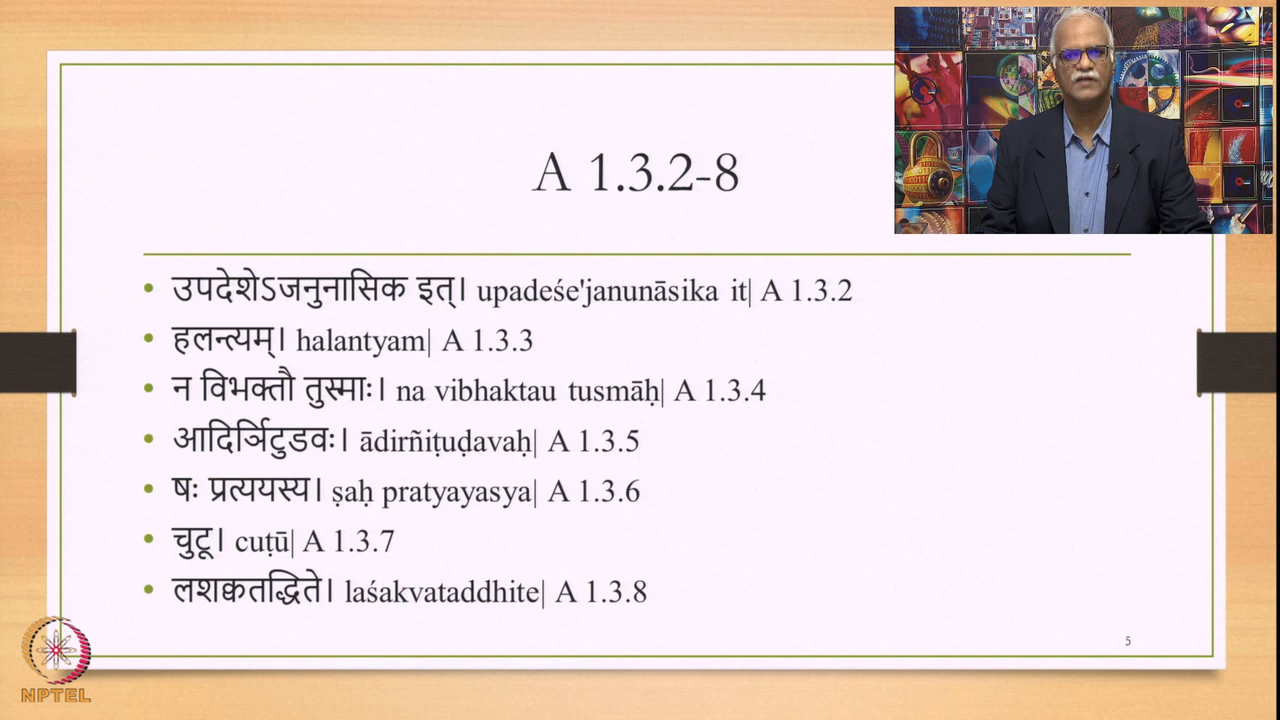 A 1.3.2-8
• उपदेशेऽजनुनासिक इत्। upadeśe'janunāsika it| A 1.3.2
• हलन्त्यम्। halantyam| A 1.3.3
• न विभक्तौ तुस्माः। na vibhaktau tusmāḥ| A 1.3.4
• आदिर्ञिटुडवः। ādirñiṭuḍavaḥ| A 1.3.5
• षः प्रत्ययस्य। ṣaḥ pratyayasya| A 1.3.6
• चुटू। cuṭū| A 1.3.7
• लशक्वतद्धिते। laśakvataddhite| A 1.3.8
5
NPTEL